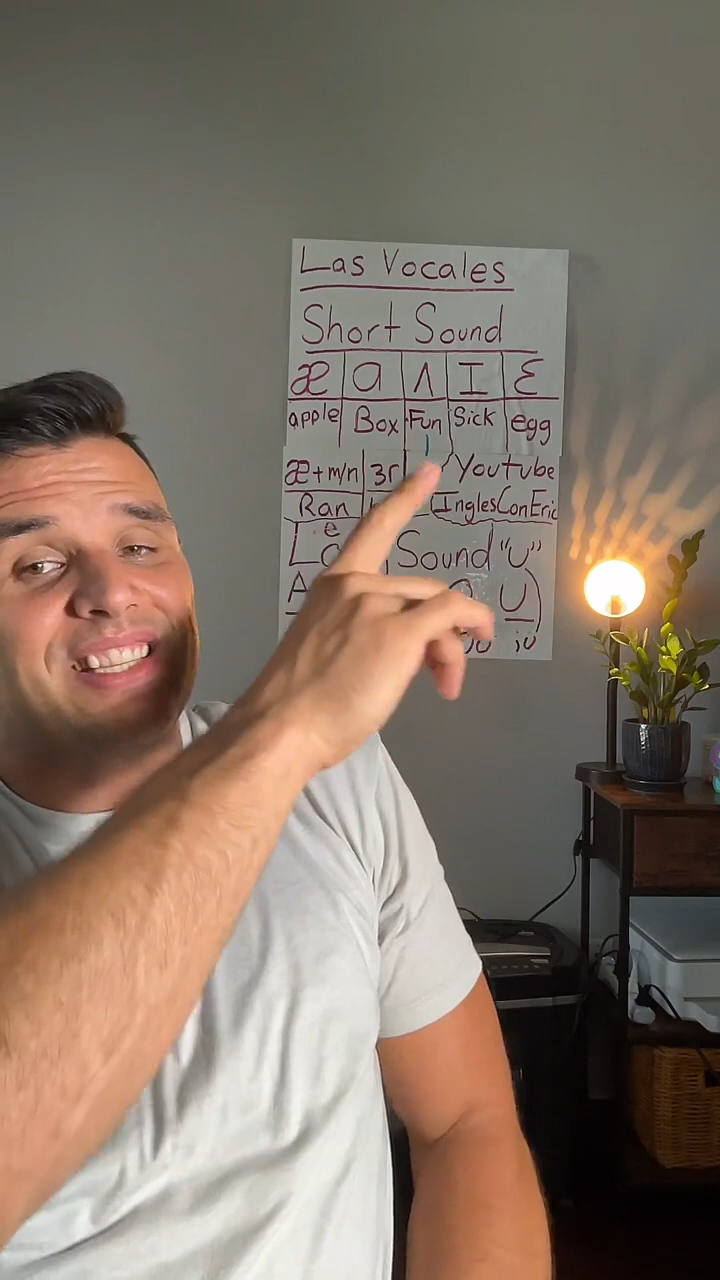 Las Vocales
Short Sound
æ a ʌ I ɛ
apple Box Fun Sick egg
æ+m/n 3r Youtube
Ran InglesConEric
e
Sound "U"
A U